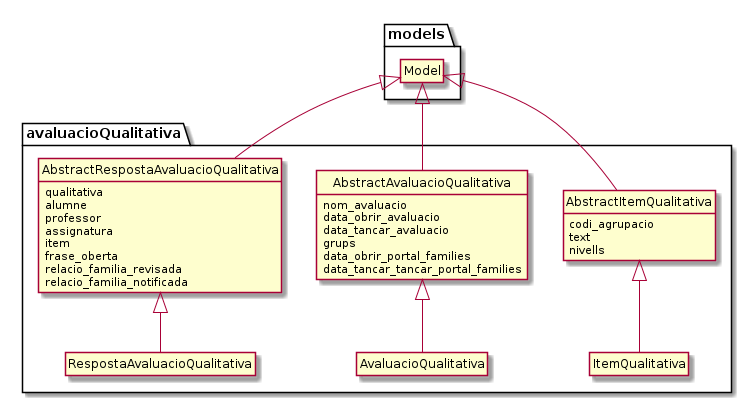 models
Model
avaluacioQualitativa
AbstractRespostaAvaluacioQualitativa
qualitativa
alumne
professor
assignatura
item
frase_oberta
relacio_familia_revisada
relacio_familia_notificada
AbstractAvaluacioQualitativa
nom_avaluacio
data_obrir_avaluacio
data_tancar_avaluacio
grups
data_obrir_portal_families
data_tancar_tancar_portal_families
AbstractItemQualitativa
codi_agrupacio
text
nivells
RespostaAvaluacioQualitativa
AvaluacioQualitativa
ItemQualitativa